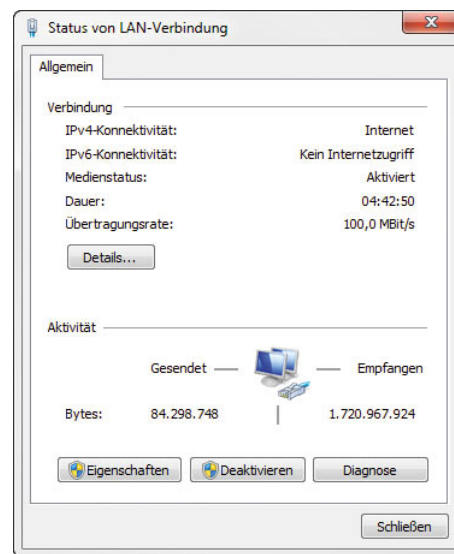 Status von LAN-Verbindung
Allgemein
Verbindung
IPv4-Konnektivität: Internet
IPv6-Konnektivität: Kein Internetzugriff
Medienstatus: Aktiviert
Dauer: 04:42:50
Übertragungsrate: 100,0 MBit/s
Details...
Aktivität
Gesendet Empfangen
Bytes: 84.298.748 1.720.967.924
Eigenschaften Deaktivieren Diagnose
Schließen